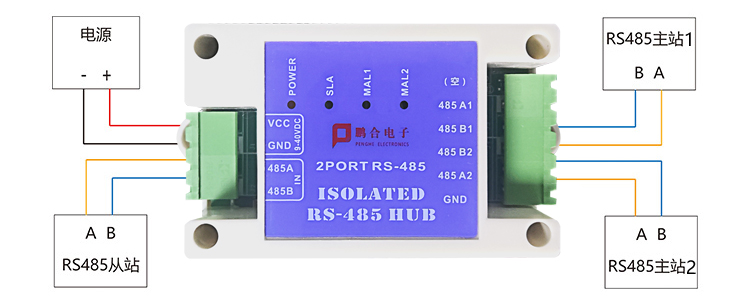 电源
- +
RS485从站
A B
POWER
SLA
MAL1
MAL2
VCC
GND
9-40VDC
485A
485B
IN
鹏合电子
PENGHE ELECTRONICS
2PORT RS-485
ISOLATED
RS-485 HUB
(空)
485 A1
485 B1
485 B2
485 A2
GND
RS485主站1
B A
A B
RS485主站2